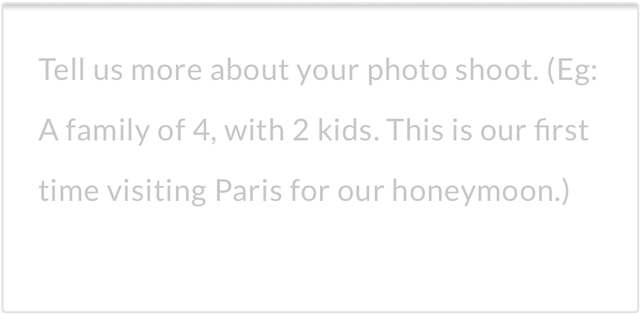 Tell us more about your photo shoot. (Eg:
A family of 4, with 2 kids. This is our first
time visiting Paris for our honeymoon.)